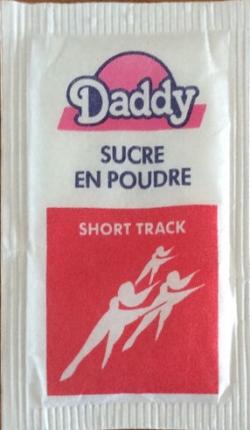 Daddy
SUCRE
EN POUDRE
SHORT TRACK